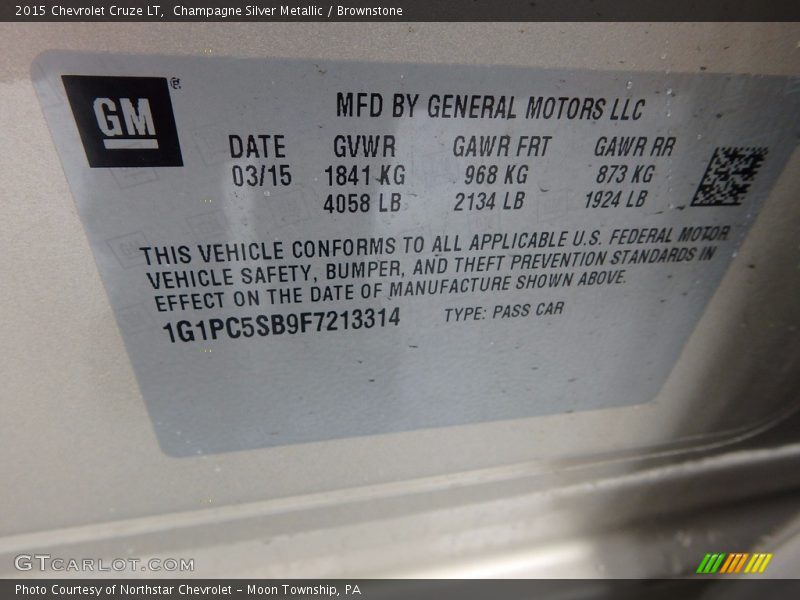 2015 Chevrolet Cruze LT,  Champagne Silver Metallic / Brownstone
GM®
MFD BY GENERAL MOTORS LLC
DATE GVWR GAWR FRT GAWR RR
03/15 1841 KG 968 KG 873 KG
4058 LB 2134 LB 1924 LB
THIS VEHICLE CONFORMS TO ALL APPLICABLE U.S. FEDERAL MOTOR
VEHICLE SAFETY, BUMPER, AND THEFT PREVENTION STANDARDS IN
EFFECT ON THE DATE OF MANUFACTURE SHOWN ABOVE.
1G1PC5SB9F7213314 TYPE: PASS CAR
GTCARLOT.COM
Photo Courtesy of Northstar Chevrolet - Moon Township, PA